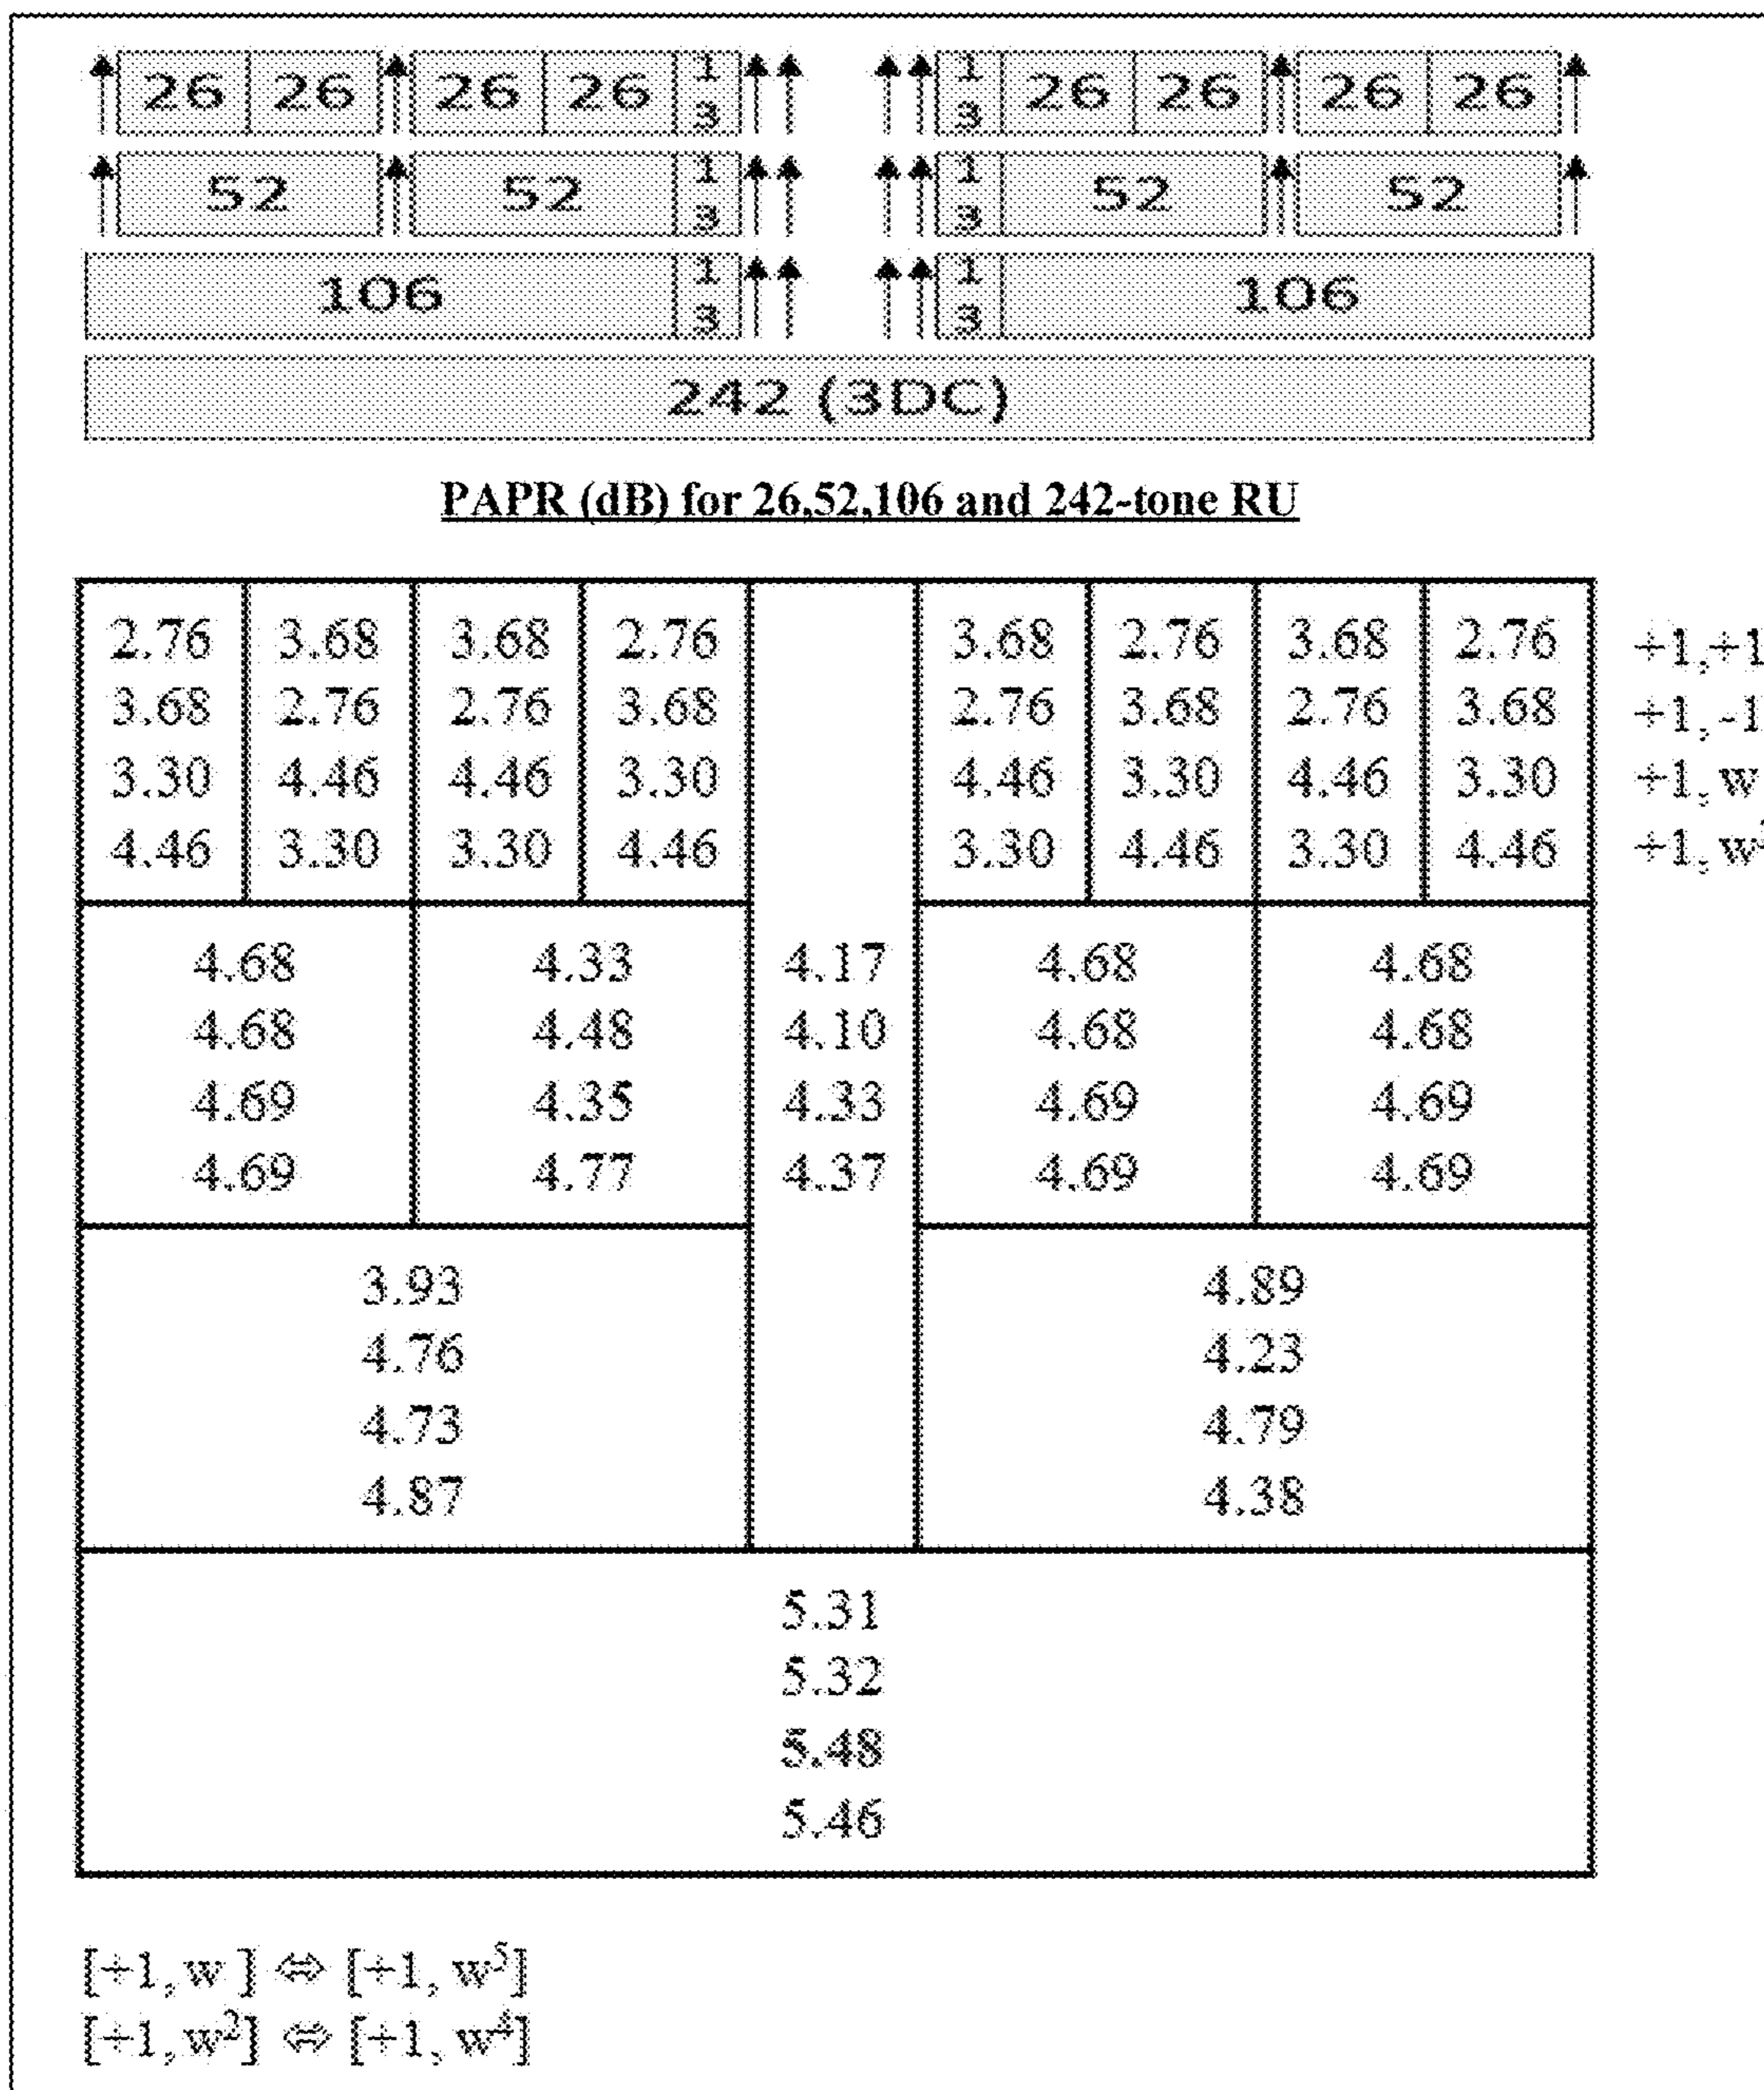 26 26 26 26 13 13 26 26 26 26
52 52 13 13 52 52
106 13 13 106
242 (3DC)
PAPR (dB) for 26,52,106 and 242-tone RU
2.76 3.68 3.68 2.76 3.68 2.76 3.68 2.76 +1,+1
3.68 2.76 2.76 3.68 2.76 3.68 2.76 3.68 +1, -1
3.30 4.46 4.46 3.30 4.46 3.30 4.46 3.30 +1, w
4.46 3.30 3.30 4.46 3.30 4.46 3.30 4.46 +1, w²
4.68 4.33 4.17 4.68 4.68
4.68 4.48 4.10 4.68 4.68
4.69 4.35 4.33 4.69 4.69
4.69 4.77 4.37 4.69 4.69
3.93 4.89
4.76 4.23
4.73 4.79
4.87 4.38
5.31
5.32
5.48
5.46
[+1, w ] ⇔ [+1, w⁵]
[+1, w²] ⇔ [+1, w⁴]